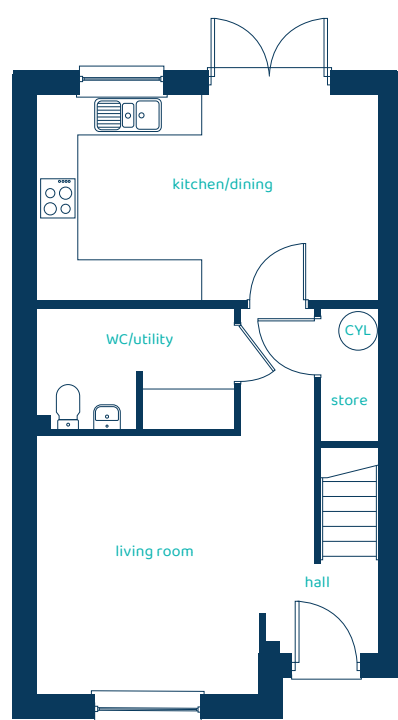 kitchen/dining
WC/utility
CYL
store
living room
hall